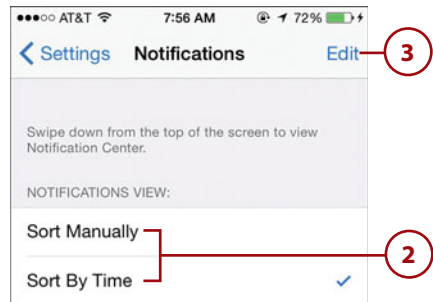 ●●●○○ AT&T 7:56 AM 72%
Settings Notifications Edit 3
Swipe down from the top of the screen to view
Notification Center.
NOTIFICATIONS VIEW:
Sort Manually
2
Sort By Time